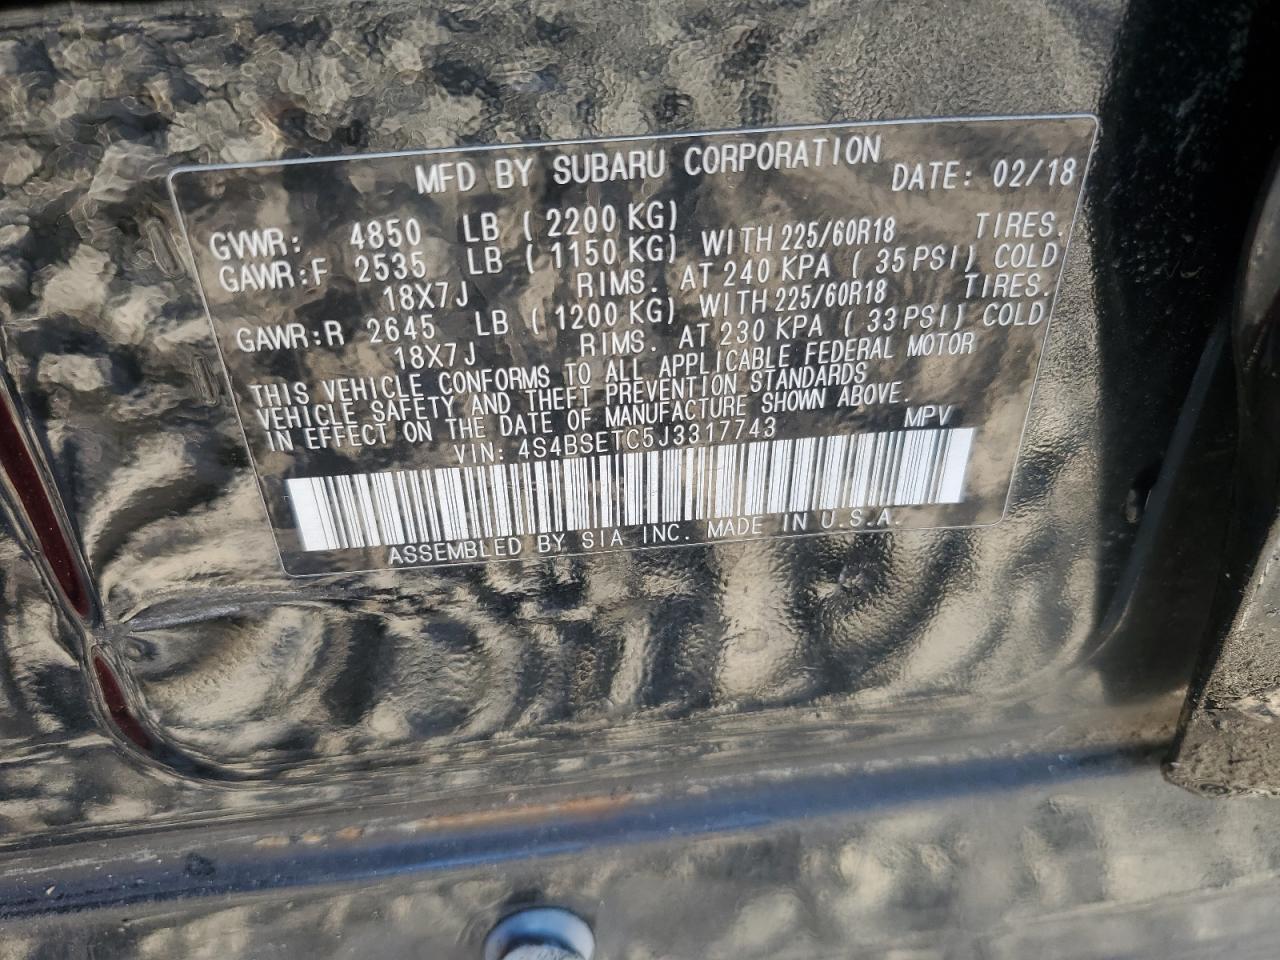 MFD BY SUBARU CORPORATION DATE: 02/18
GVWR: 4850 LB ( 2200 KG)
GAWR:F 2535 LB ( 1150 KG) WITH 225/60R18 TIRES.
18X7J RIMS. AT 240 KPA ( 35 PSI) COLD
GAWR:R 2645 LB ( 1200 KG) WITH 225/60R18 TIRES.
18X7J RIMS. AT 230 KPA ( 33 PSI) COLD
THIS VEHICLE CONFORMS TO ALL APPLICABLE FEDERAL MOTOR
VEHICLE SAFETY AND THEFT PREVENTION STANDARDS
IN EFFECT ON THE DATE OF MANUFACTURE SHOWN ABOVE.
VIN: 4S4BSETC5J3317743 MPV
ASSEMBLED BY SIA INC. MADE IN U.S.A.